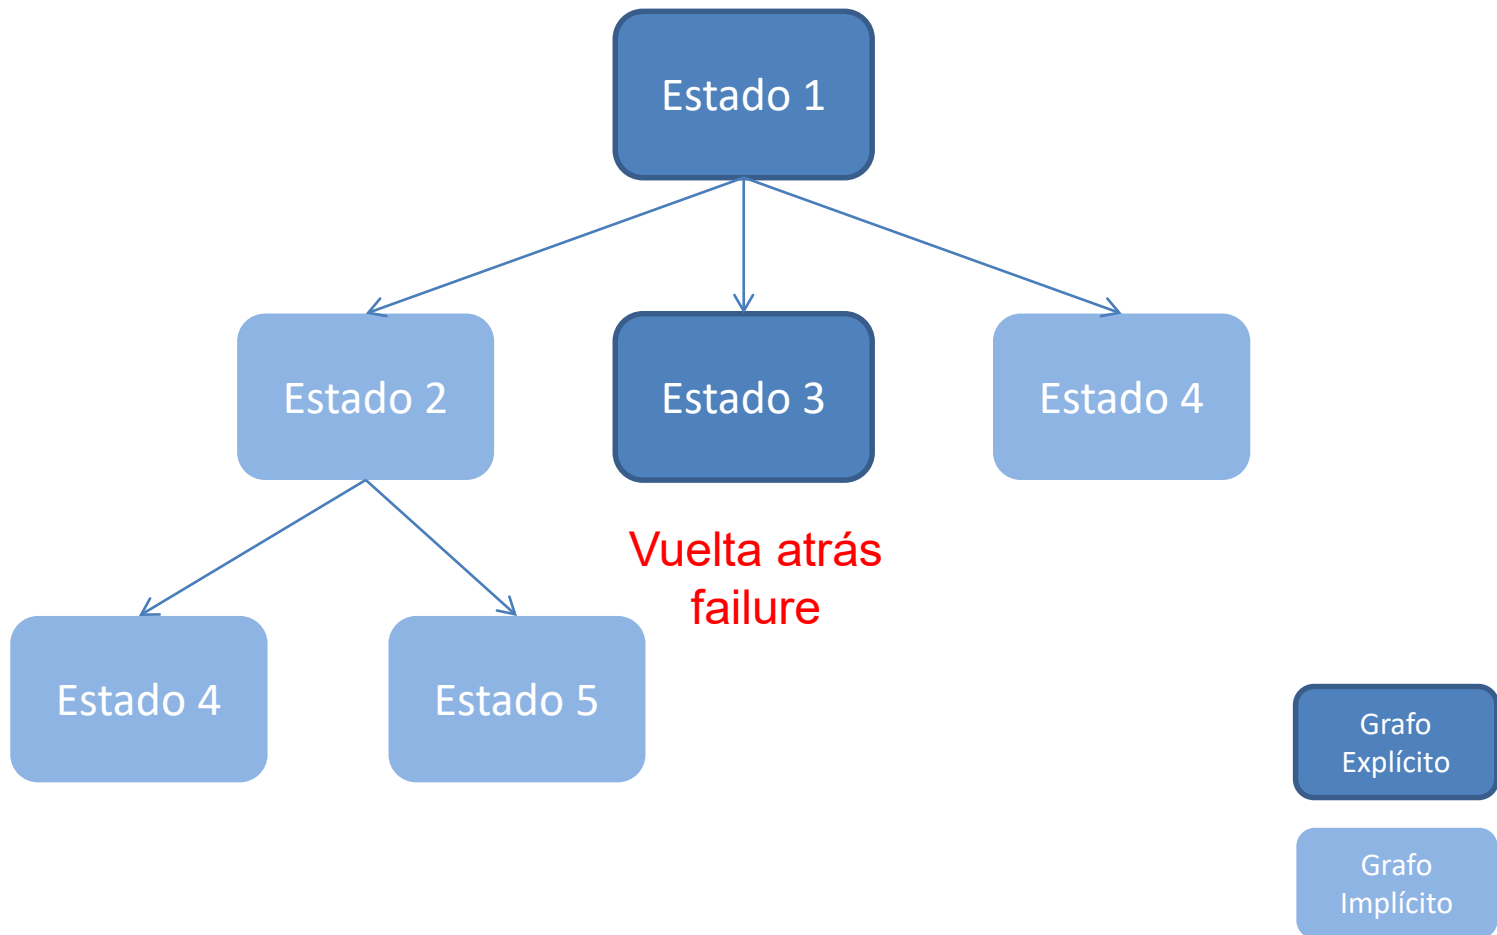 Estado 1
Estado 2
Estado 3
Estado 4
Vuelta atrás
failure
Estado 4
Estado 5
Grafo
Explícito
Grafo
Implícito